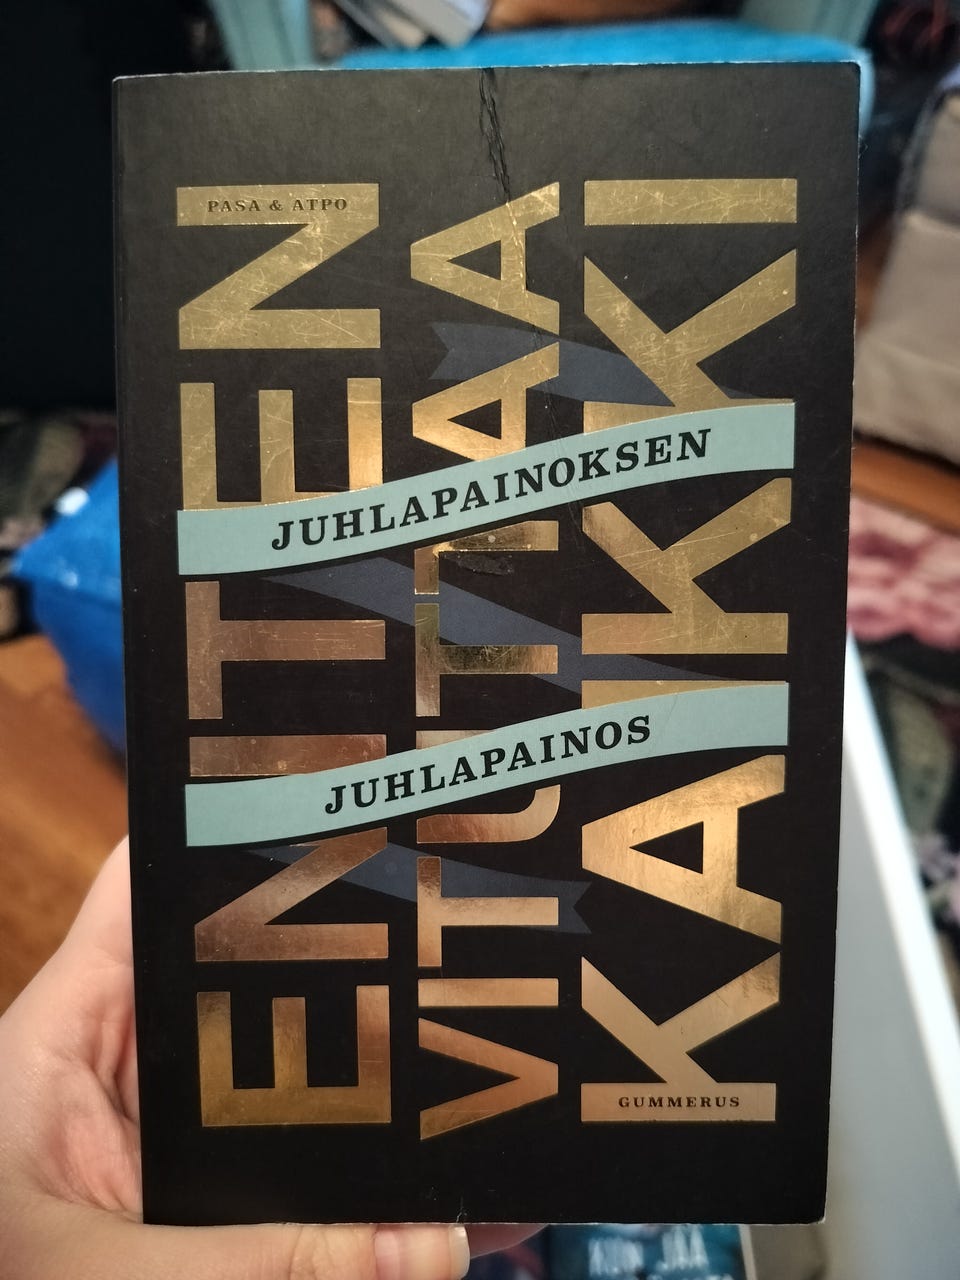 PASA & ATPO
ENITEN
VITUTTAA
KAIKKI
JUHLAPAINOKSEN
JUHLAPAINOS
GUMMERUS